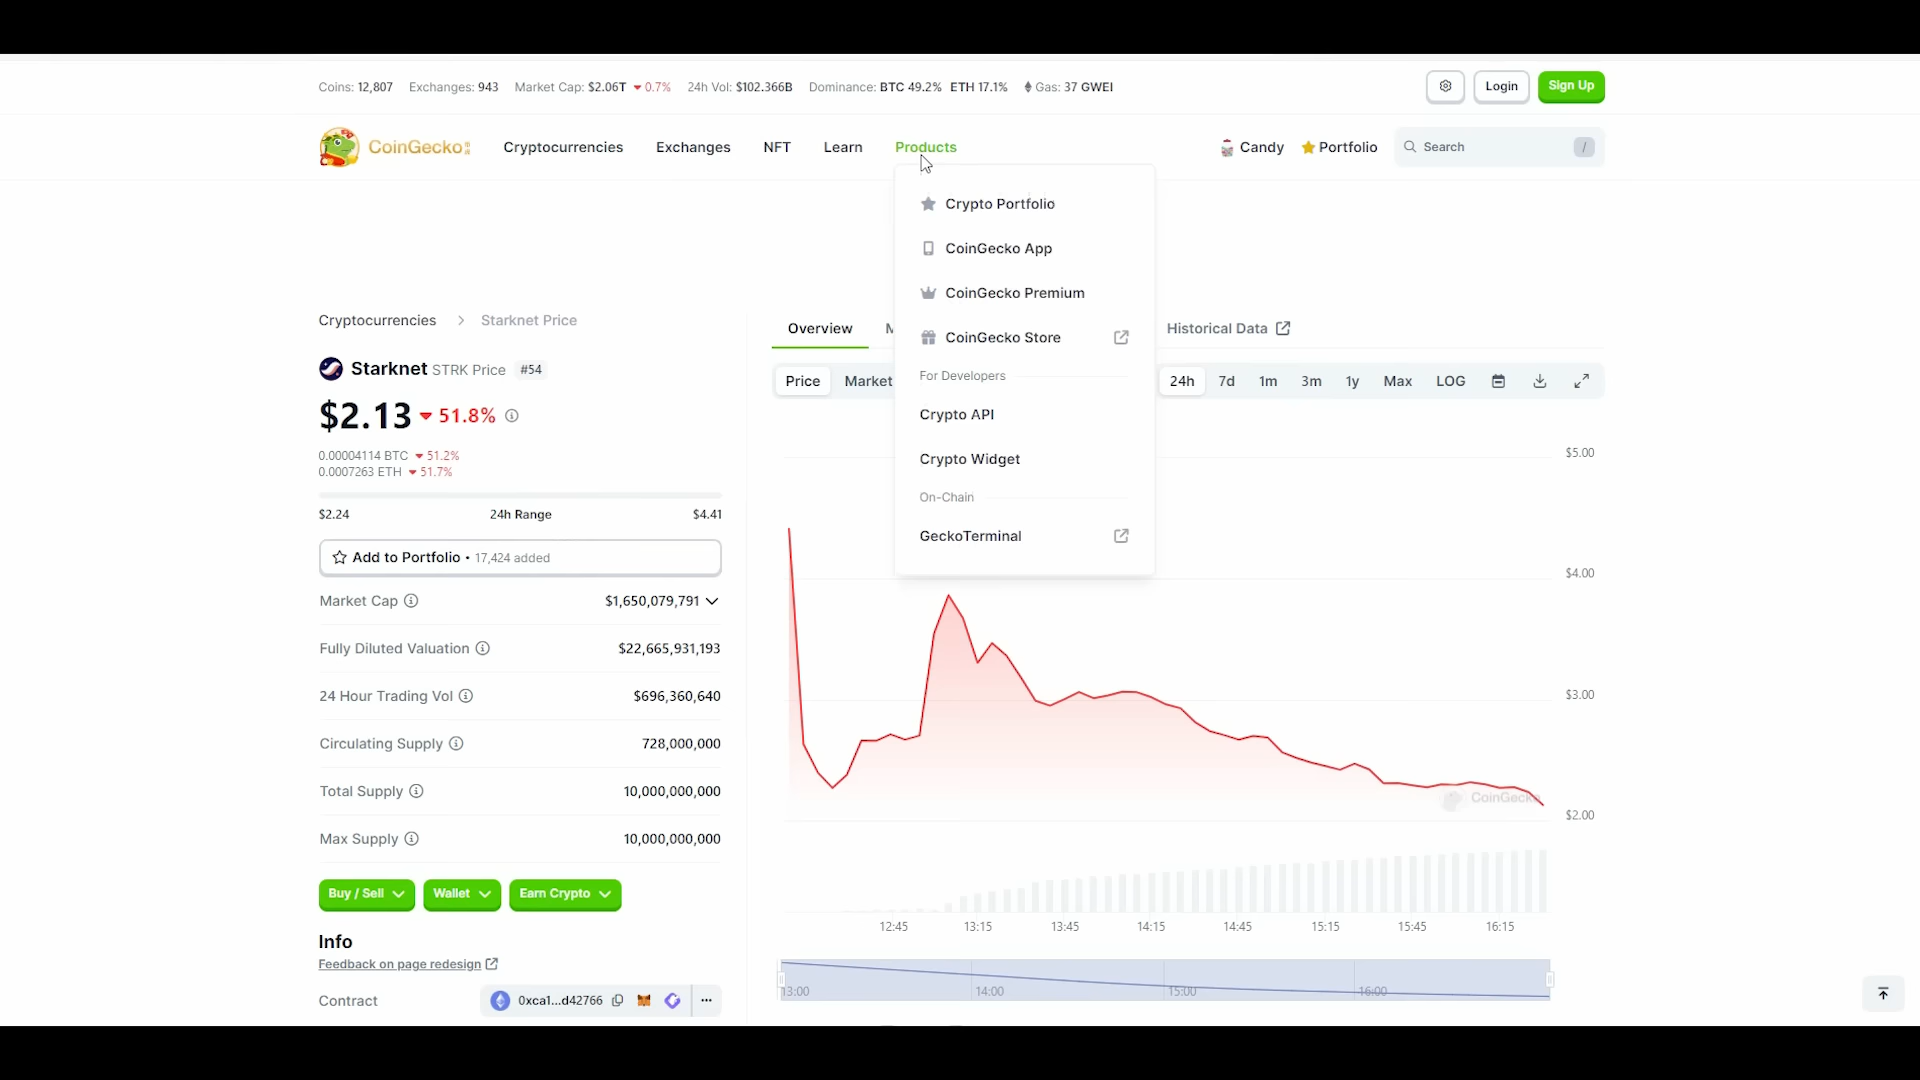 Coins: 12,807 Exchanges: 943 Market Cap: $2.06T 0.7% 24h Vol: $102.366B Dominance: BTC 49.2% ETH 17.1% Gas: 37 GWEI
Login
Sign Up
CoinGecko
Cryptocurrencies Exchanges NFT Learn Products
Candy Portfolio Search /
Crypto Portfolio
CoinGecko App
CoinGecko Premium
CoinGecko Store
For Developers
Crypto API
Crypto Widget
On-Chain
GeckoTerminal
Cryptocurrencies > Starknet Price
Starknet STRK Price #54
$2.13 51.8%
0.00004114 BTC 51.2%
0.0007263 ETH 51.7%
$2.24 24h Range $4.41
Add to Portfolio • 17,424 added
Market Cap $1,650,079,791
Fully Diluted Valuation $22,665,931,193
24 Hour Trading Vol $696,360,640
Circulating Supply 728,000,000
Total Supply 10,000,000,000
Max Supply 10,000,000,000
Buy / Sell Wallet Earn Crypto
Info
Feedback on page redesign
Contract 0xca1...d42766 ...
Overview M Historical Data
Price Market 24h 7d 1m 3m 1y Max LOG
$5.00
$4.00
$3.00
$2.00
CoinGecko
12:45 13:15 13:45 14:15 14:45 15:15 15:45 16:15
13:00 14:00 15:00 16:00